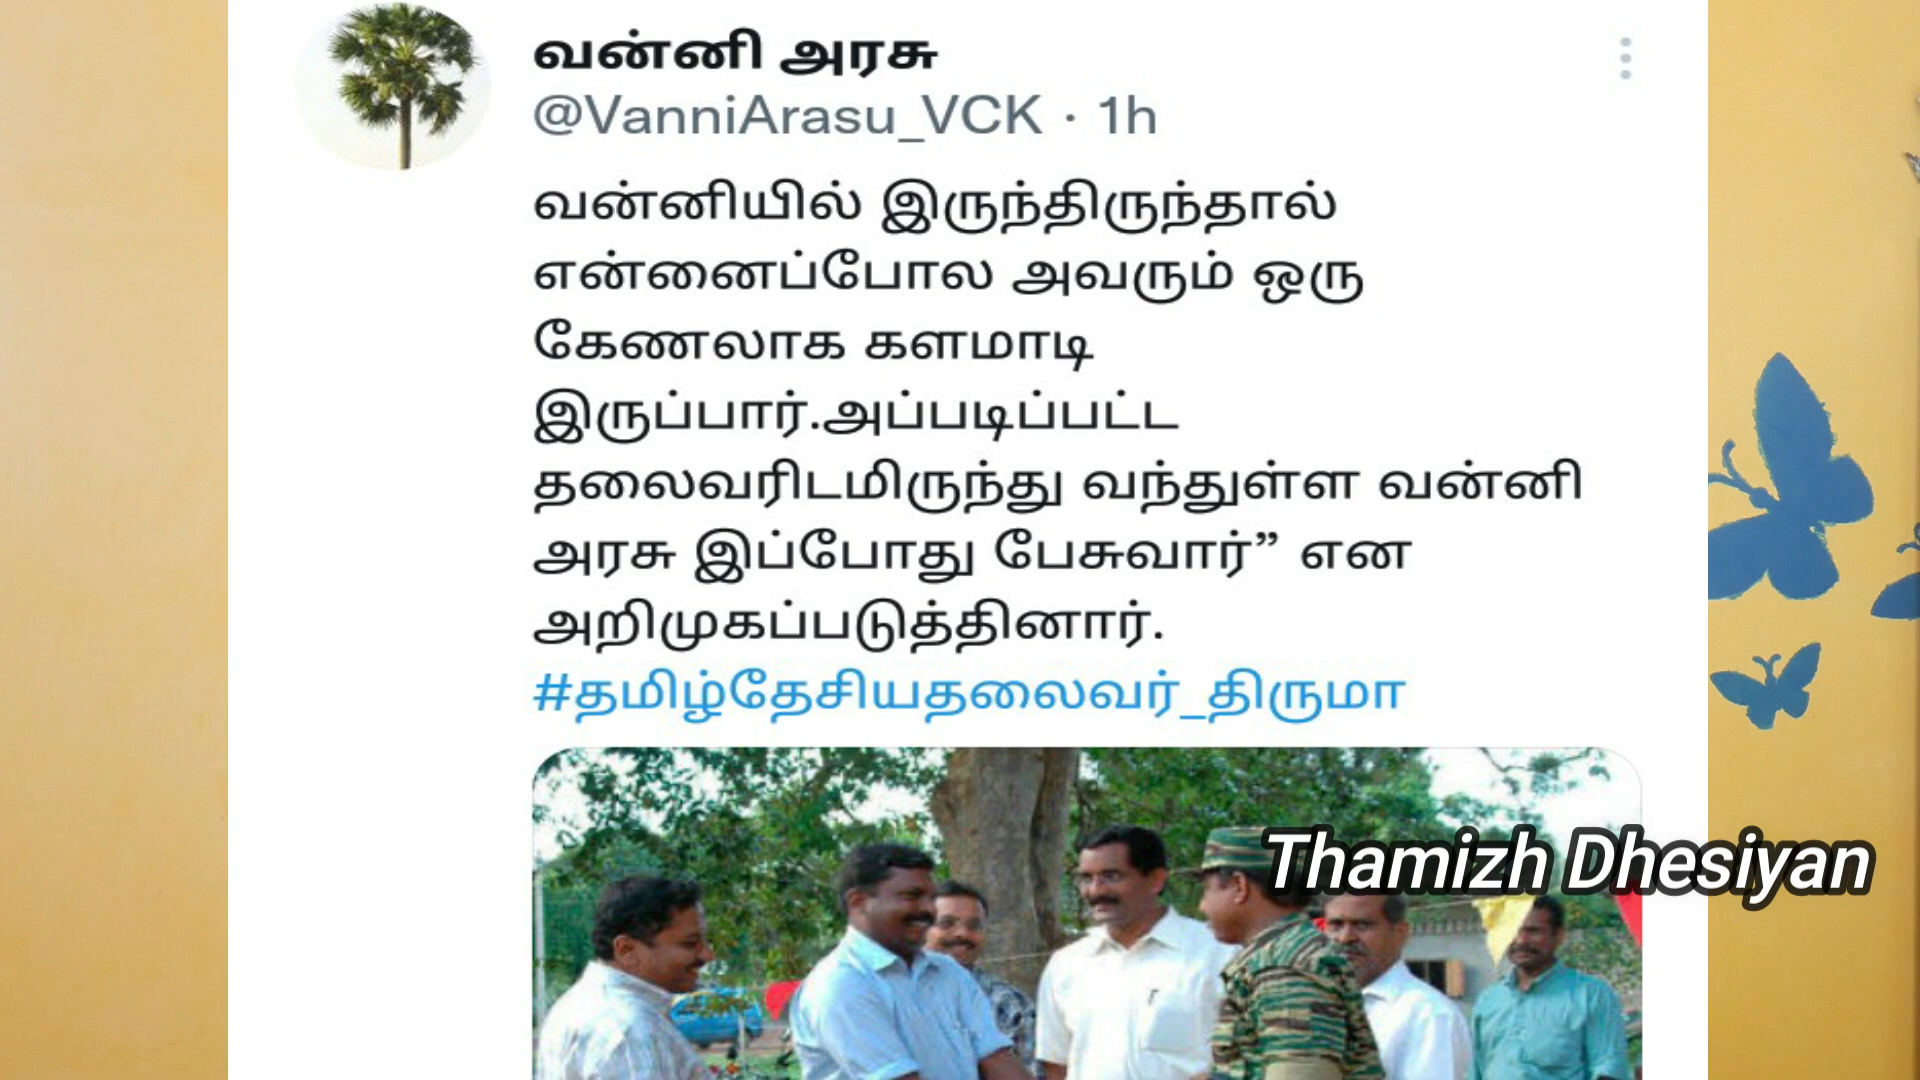 வன்னி அரசு
@VanniArasu_VCK · 1h
வன்னியில் இருந்திருந்தால்
என்னைப்போல அவரும் ஒரு
கேணலாக களமாடி
இருப்பார்.அப்படிப்பட்ட
தலைவரிடமிருந்து வந்துள்ள வன்னி
அரசு இப்போது பேசுவார்” என
அறிமுகப்படுத்தினார்.
#தமிழ்தேசியதலைவர்_திருமா
Thamizh Dhesiyan